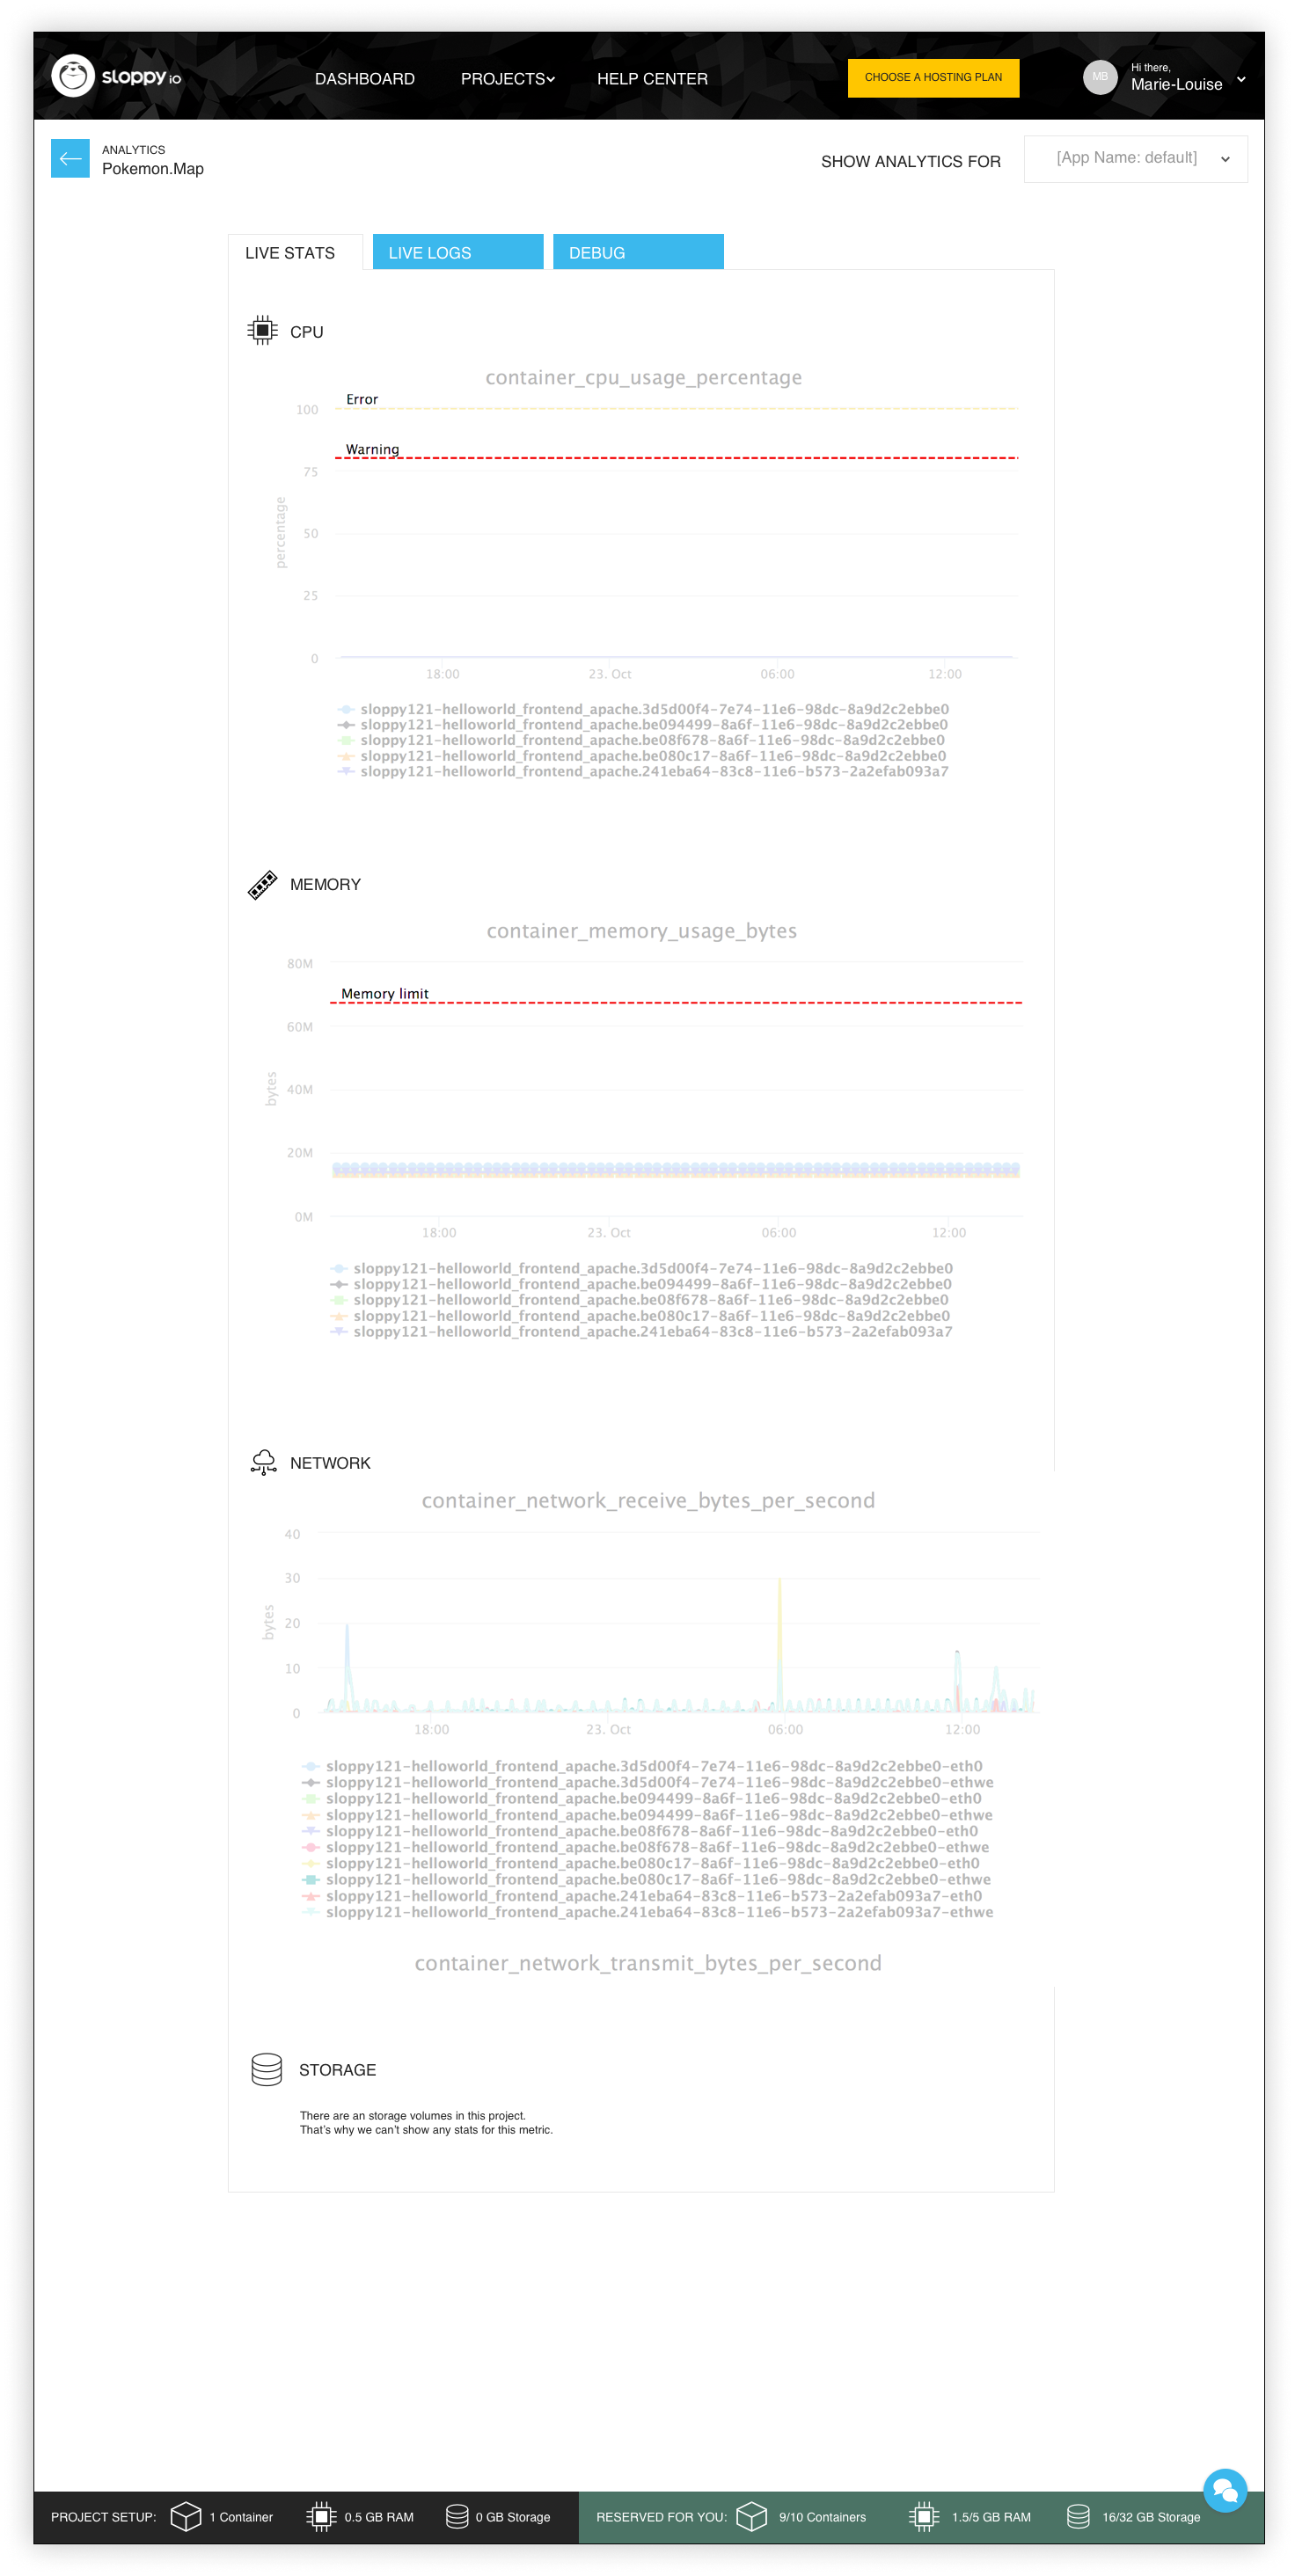 sloppy io
DASHBOARD
PROJECTS
HELP CENTER
CHOOSE A HOSTING PLAN
MB
Hi there,
Marie-Louise
ANALYTICS
Pokemon.Map
SHOW ANALYTICS FOR
[App Name: default]
LIVE STATS
LIVE LOGS
DEBUG
CPU
container_cpu_usage_percentage
Error
100
Warning
75
percentage
50
25
0
18:00
23. Oct
06:00
12:00
sloppy121-helloworld_frontend_apache.3d5d00f4-7e74-11e6-98dc-8a9d2c2ebbe0
sloppy121-helloworld_frontend_apache.be094499-8a6f-11e6-98dc-8a9d2c2ebbe0
sloppy121-helloworld_frontend_apache.be08f678-8a6f-11e6-98dc-8a9d2c2ebbe0
sloppy121-helloworld_frontend_apache.be080c17-8a6f-11e6-98dc-8a9d2c2ebbe0
sloppy121-helloworld_frontend_apache.241eba64-83c8-11e6-b573-2a2efab093a7
MEMORY
container_memory_usage_bytes
80M
Memory limit
60M
bytes
40M
20M
0M
18:00
23. Oct
06:00
12:00
sloppy121-helloworld_frontend_apache.3d5d00f4-7e74-11e6-98dc-8a9d2c2ebbe0
sloppy121-helloworld_frontend_apache.be094499-8a6f-11e6-98dc-8a9d2c2ebbe0
sloppy121-helloworld_frontend_apache.be08f678-8a6f-11e6-98dc-8a9d2c2ebbe0
sloppy121-helloworld_frontend_apache.be080c17-8a6f-11e6-98dc-8a9d2c2ebbe0
sloppy121-helloworld_frontend_apache.241eba64-83c8-11e6-b573-2a2efab093a7
NETWORK
container_network_receive_bytes_per_second
40
30
bytes
20
10
0
18:00
23. Oct
06:00
12:00
sloppy121-helloworld_frontend_apache.3d5d00f4-7e74-11e6-98dc-8a9d2c2ebbe0-eth0
sloppy121-helloworld_frontend_apache.3d5d00f4-7e74-11e6-98dc-8a9d2c2ebbe0-ethwe
sloppy121-helloworld_frontend_apache.be094499-8a6f-11e6-98dc-8a9d2c2ebbe0-eth0
sloppy121-helloworld_frontend_apache.be094499-8a6f-11e6-98dc-8a9d2c2ebbe0-ethwe
sloppy121-helloworld_frontend_apache.be08f678-8a6f-11e6-98dc-8a9d2c2ebbe0-eth0
sloppy121-helloworld_frontend_apache.be08f678-8a6f-11e6-98dc-8a9d2c2ebbe0-ethwe
sloppy121-helloworld_frontend_apache.be080c17-8a6f-11e6-98dc-8a9d2c2ebbe0-eth0
sloppy121-helloworld_frontend_apache.be080c17-8a6f-11e6-98dc-8a9d2c2ebbe0-ethwe
sloppy121-helloworld_frontend_apache.241eba64-83c8-11e6-b573-2a2efab093a7-eth0
sloppy121-helloworld_frontend_apache.241eba64-83c8-11e6-b573-2a2efab093a7-ethwe
container_network_transmit_bytes_per_second
STORAGE
There are an storage volumes in this project.
That's why we can't show any stats for this metric.
PROJECT SETUP:
1 Container
0.5 GB RAM
0 GB Storage
RESERVED FOR YOU:
9/10 Containers
1.5/5 GB RAM
16/32 GB Storage